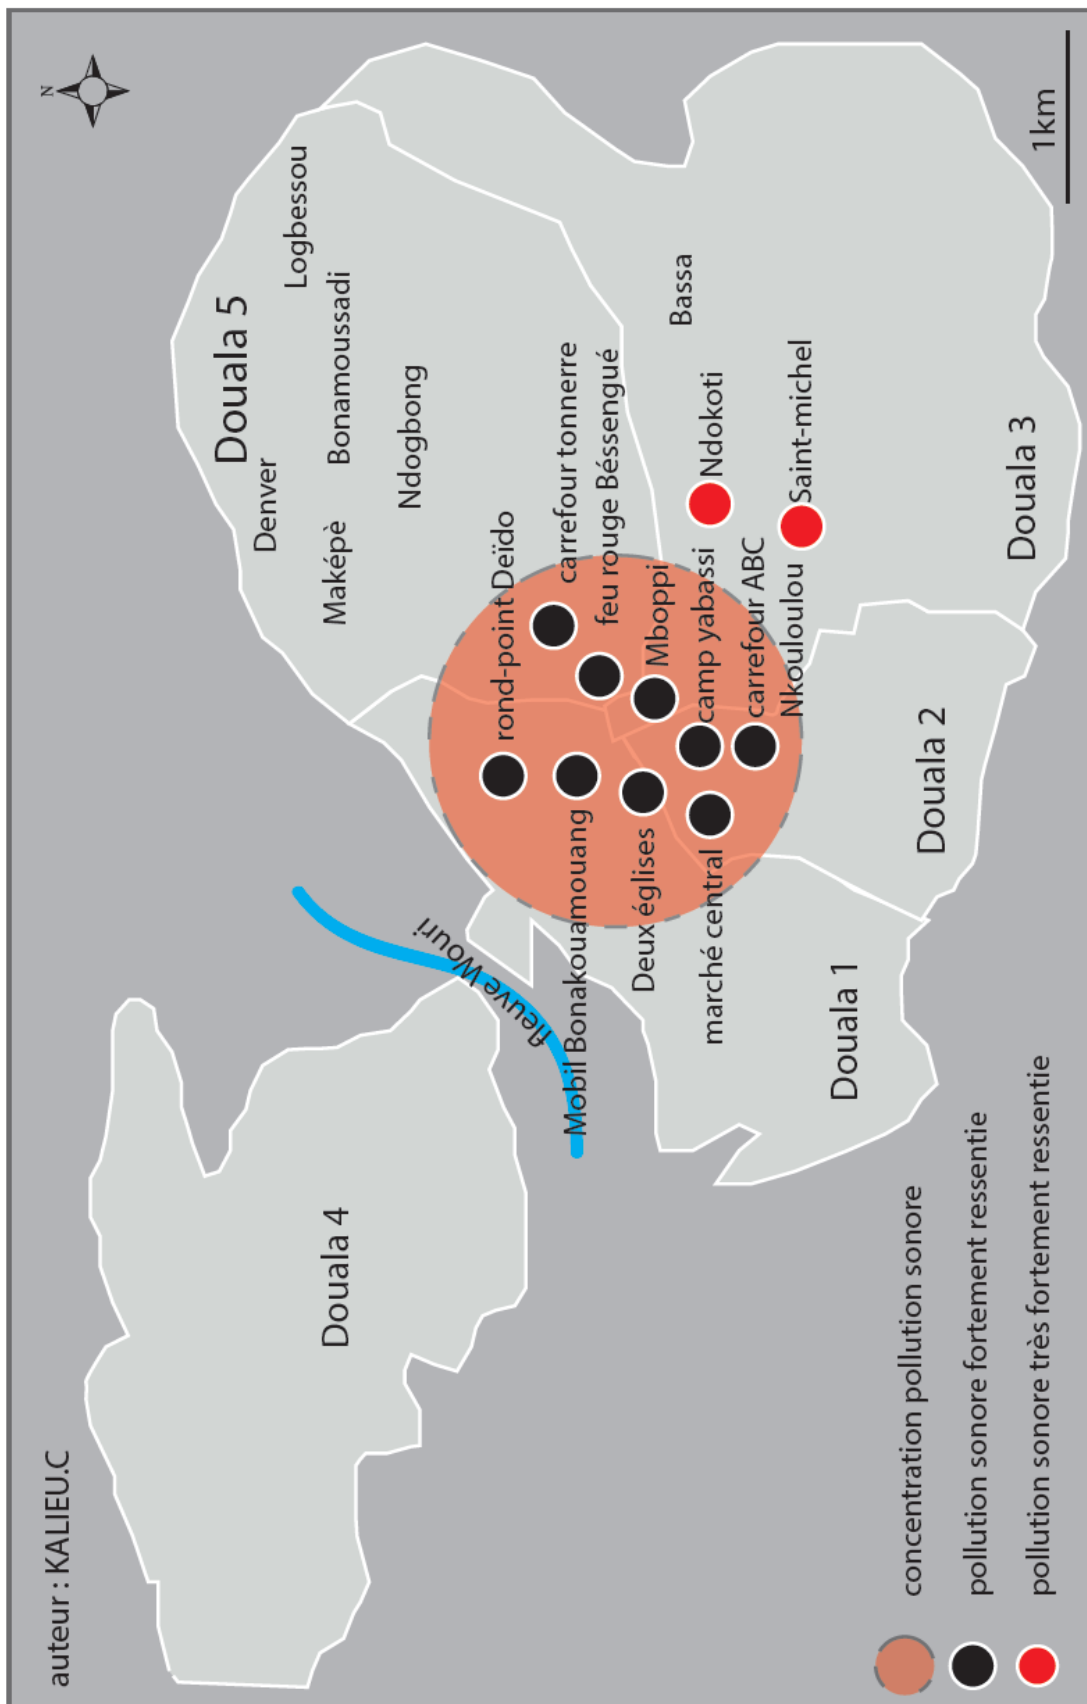 auteur : KALIEU.C
N
Douala 4
Douala 5
Logbessou
Denver
Bonamoussadi
Maképè
Ndogbong
fleuve Wouri
rond-point Deïdo
carrefour tonnerre
Mobil Bonakouamouang
feu rouge Béssengué
Deux églises
Mboppi
Bassa
marché central
camp yabassi
Ndokoti
carrefour ABC
Nkouloulou
Saint-michel
Douala 1
Douala 2
Douala 3
concentration pollution sonore
pollution sonore fortement ressentie
pollution sonore très fortement ressentie
1km